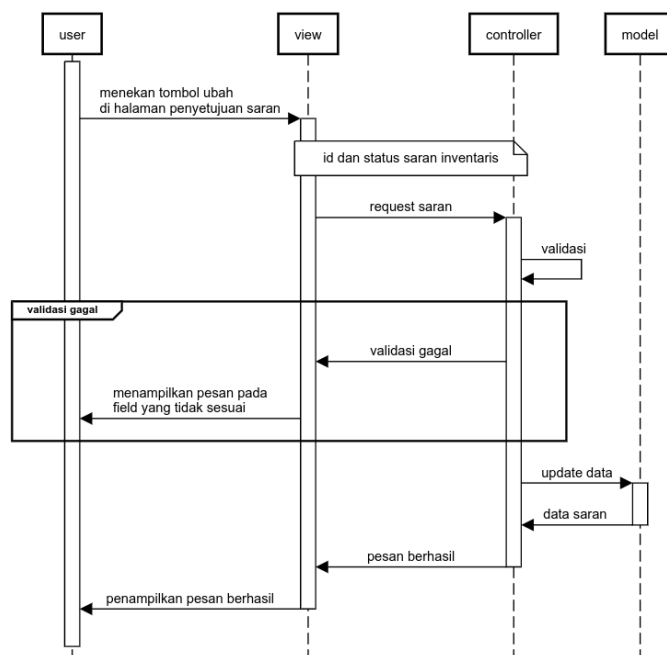 user
view
controller
model
menekan tombol ubah
di halaman penyetujuan saran
id dan status saran inventaris
request saran
validasi
validasi gagal
validasi gagal
menampilkan pesan pada
field yang tidak sesuai
update data
data saran
pesan berhasil
penampilkan pesan berhasil